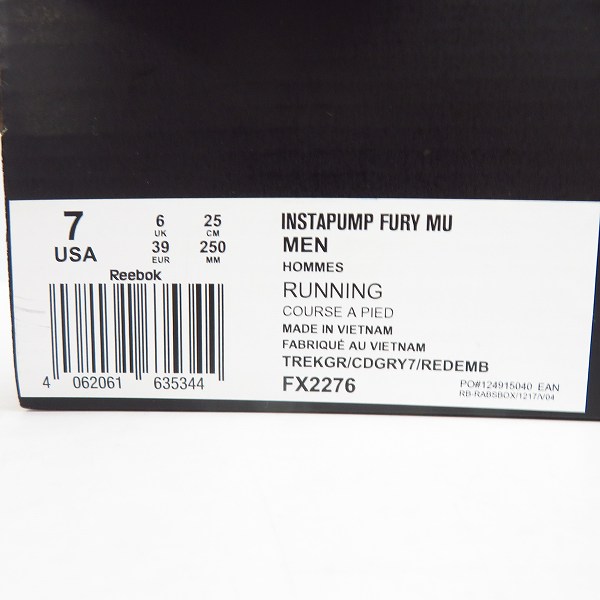 7
USA
6
UK
39
EUR
25
CM
250
MM
Reebok
4 062061 635344
INSTAPUMP FURY MU
MEN
HOMMES
RUNNING
COURSE A PIED
MADE IN VIETNAM
FABRIQUÉ AU VIETNAM
TREKGR/CDGRY7/REDEMB
FX2276
PO#124915040 EAN
RB-RABSBOX/1217/V04